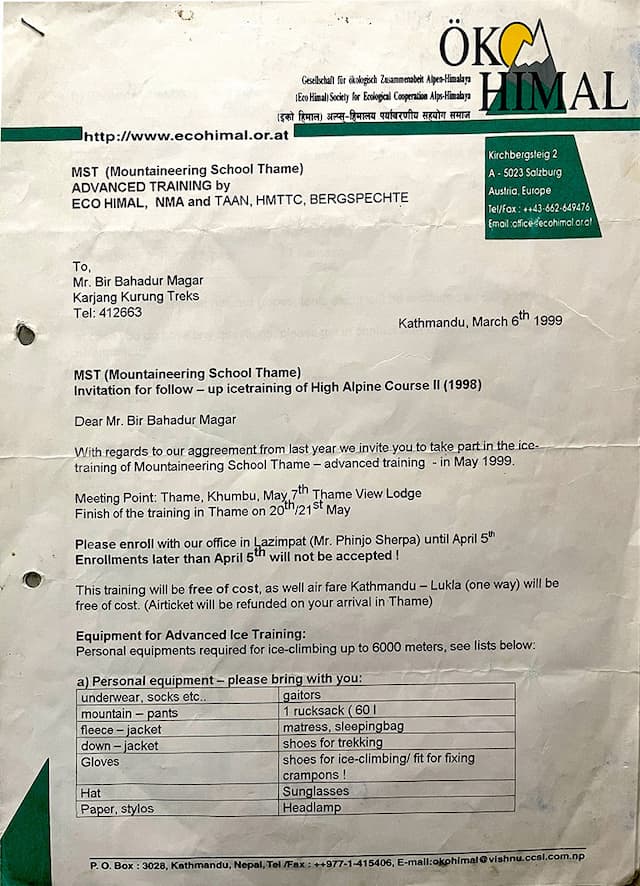 ÖKO
HIMAL
Gesellschaft für ökologisch Zusammenabeit Alpen-Himalaya
(Eco Himal) Society for Ecological Cooperation Alps-Himalaya
(इको हिमाल) अल्प्स-हिमालय पर्यावरणीय सहयोग समाज
http://www.ecohimal.or.at
Kirchbergsteig 2
A - 5023 Salzburg
Austria, Europe
Tel/Fax : ++43-662-649476
Email :office@ecohimal.or.at
MST (Mountaineering School Thame)
ADVANCED TRAINING by
ECO HIMAL, NMA and TAAN, HMTTC, BERGSPECHTE
To,
Mr. Bir Bahadur Magar
Karjang Kurung Treks
Tel: 412663
Kathmandu, March 6th 1999
MST (Mountaineering School Thame)
Invitation for follow – up icetraining of High Alpine Course II (1998)
Dear Mr. Bir Bahadur Magar
With regards to our aggreement from last year we invite you to take part in the ice-
training of Mountaineering School Thame – advanced training - in May 1999.
Meeting Point: Thame, Khumbu, May 7th Thame View Lodge
Finish of the training in Thame on 20th/21st May
Please enroll with our office in Lazimpat (Mr. Phinjo Sherpa) until April 5th
Enrollments later than April 5th will not be accepted !
This training will be free of cost, as well air fare Kathmandu – Lukla (one way) will be
free of cost. (Airticket will be refunded on your arrival in Thame)
Equipment for Advanced Ice Training:
Personal equipments required for ice-climbing up to 6000 meters, see lists below:
a) Personal equipment – please bring with you:
underwear, socks etc.. gaitors
mountain – pants 1 rucksack ( 60 l
fleece – jacket matress, sleepingbag
down – jacket shoes for trekking
Gloves shoes for ice-climbing/ fit for fixing
crampons !
Hat Sunglasses
Paper, stylos Headlamp
P. O. Box : 3028, Kathmandu, Nepal, Tel /Fax : ++977-1-415406, E-mail:okohimal@vishnu.ccsl.com.np